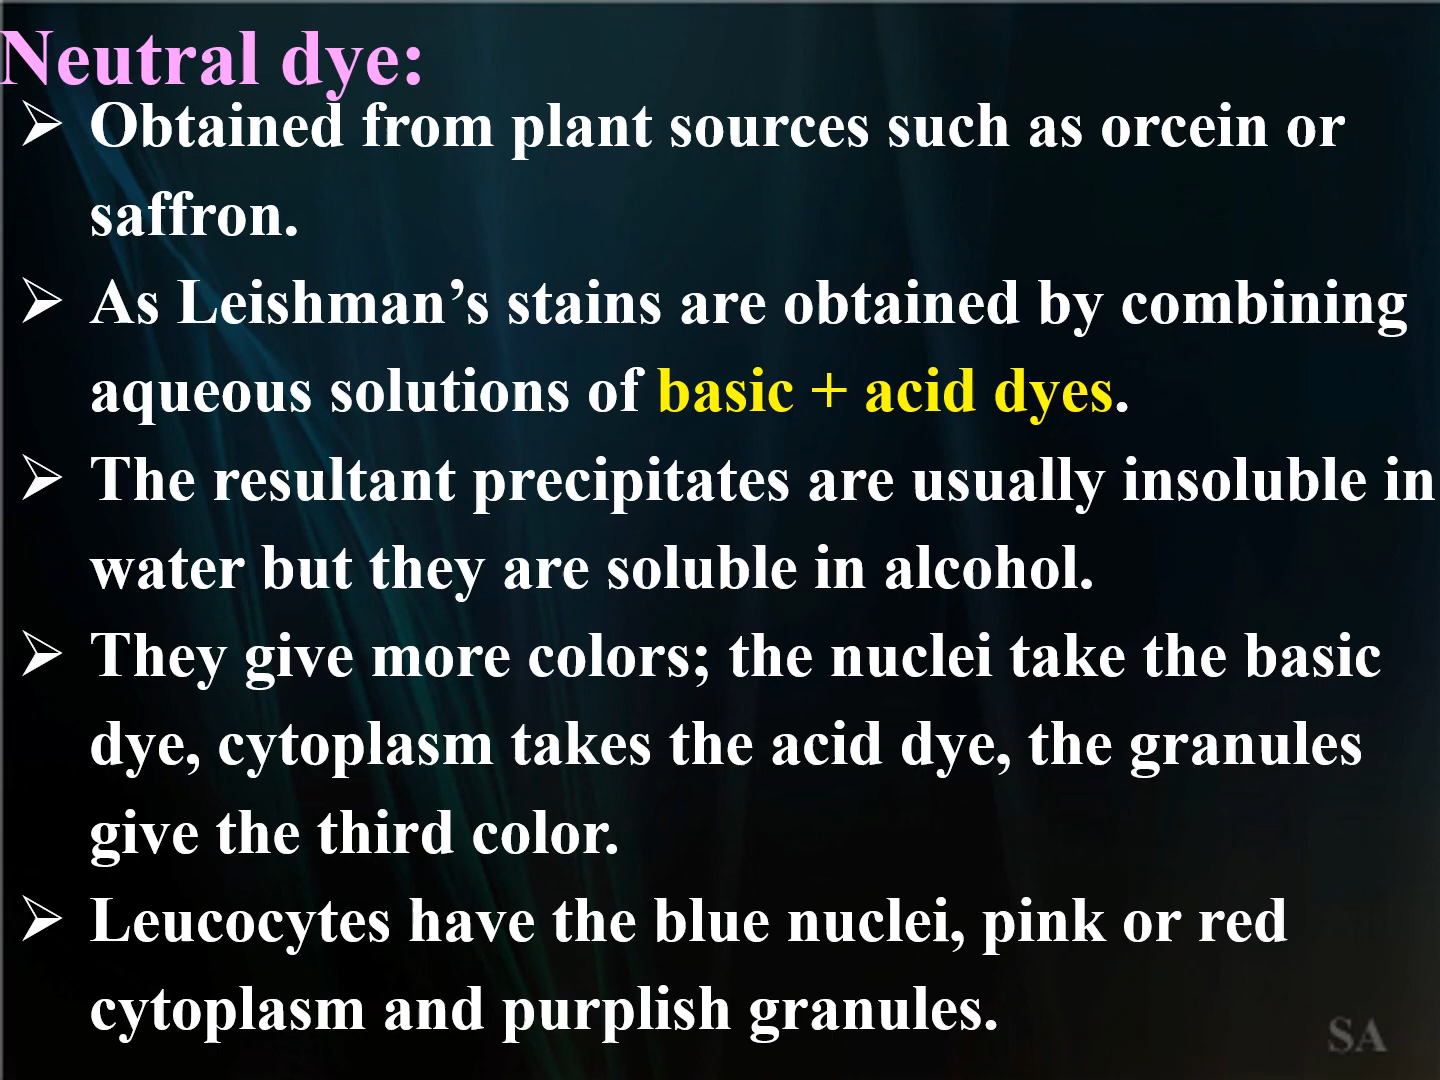 Neutral dye:
➢ Obtained from plant sources such as orcein or
saffron.
➢ As Leishman’s stains are obtained by combining
aqueous solutions of basic + acid dyes.
➢ The resultant precipitates are usually insoluble in
water but they are soluble in alcohol.
➢ They give more colors; the nuclei take the basic
dye, cytoplasm takes the acid dye, the granules
give the third color.
➢ Leucocytes have the blue nuclei, pink or red
cytoplasm and purplish granules.
SA